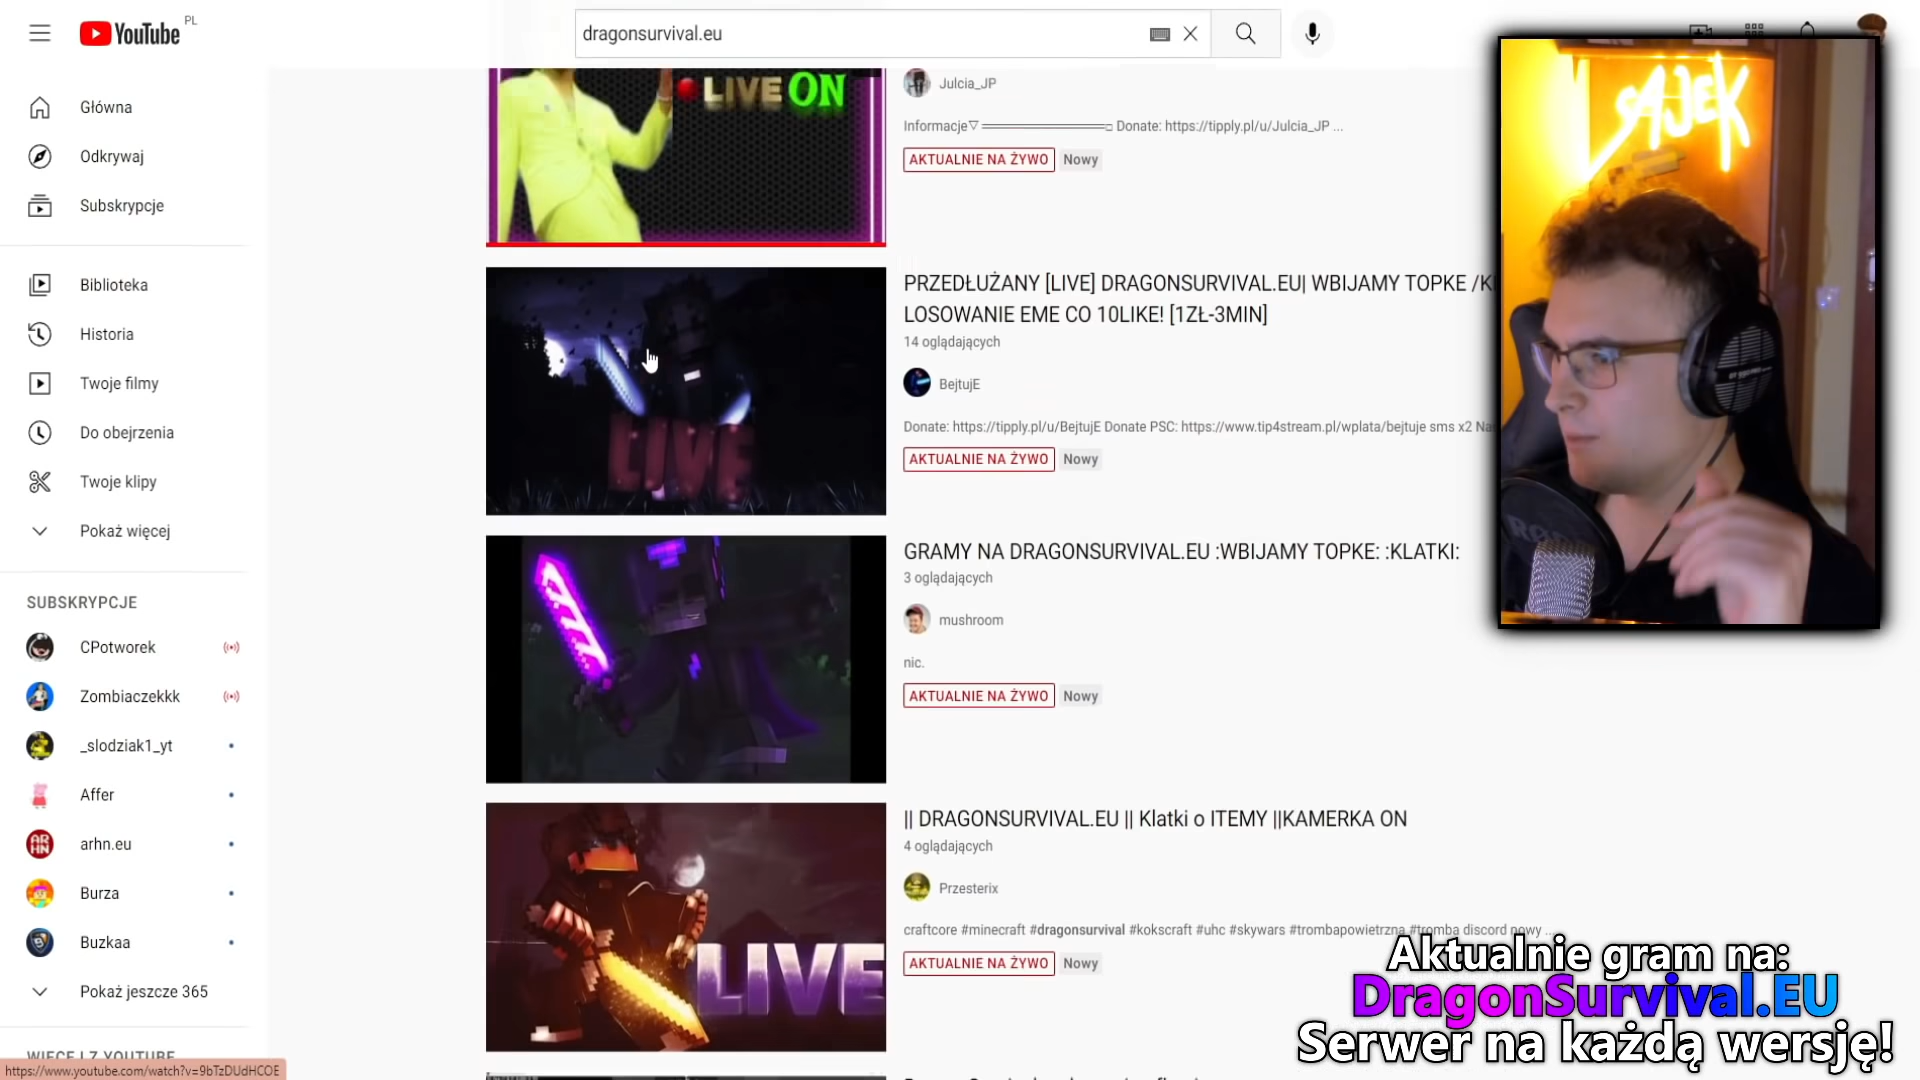 YouTube PL
dragonsurvival.eu
Główna
Odkrywaj
Subskrypcje
Biblioteka
Historia
Twoje filmy
Do obejrzenia
Twoje klipy
Pokaż więcej
SUBSKRYPCJE
CPotworek
Zombiaczekkk
_slodziak1_yt
Affer
arhn.eu
Burza
Buzkaa
Pokaż jeszcze 365
WIĘCEJ Z YOUTUBE
https://www.youtube.com/watch?v=9bTzDUdHCOE
LIVE ON
Julcia_JP
Informacje▽ ══════════════□ Donate: https://tipply.pl/u/Julcia_JP ...
AKTUALNIE NA ŻYWO Nowy
LIVE
PRZEDŁUŻANY [LIVE] DRAGONSURVIVAL.EU| WBIJAMY TOPKE
LOSOWANIE EME CO 10LIKE! [1ZŁ-3MIN]
14 oglądających
BejtujE
Donate: https://tipply.pl/u/BejtujE Donate PSC: https://www.tip4stream.pl/wplata/bejtuje sms x2
AKTUALNIE NA ŻYWO Nowy
GRAMY NA DRAGONSURVIVAL.EU :WBIJAMY TOPKE: :KLATKI:
3 oglądających
mushroom
nic.
AKTUALNIE NA ŻYWO Nowy
LIVE
|| DRAGONSURVIVAL.EU || Klatki o ITEMY ||KAMERKA ON
4 oglądających
Przesterix
craftcore #minecraft #dragonsurvival #kokscraft #uhc #skywars #trombapowietrzna #tromba discord nowy ...
AKTUALNIE NA ŻYWO Nowy
SAJEK
RØDE
Aktualnie gram na:
DragonSurvival.EU
Serwer na każdą wersję!